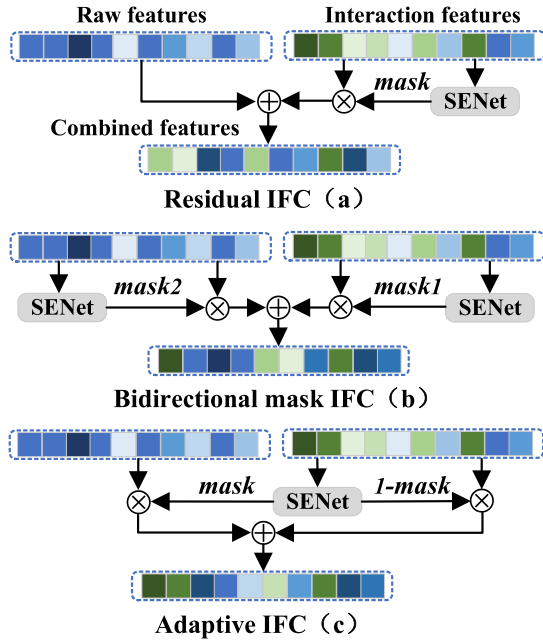 Raw features
Interaction features
mask
SENet
Combined features
Residual IFC（a）
SENet
mask2
mask1
SENet
Bidirectional mask IFC（b）
mask
SENet
1-mask
Adaptive IFC（c）